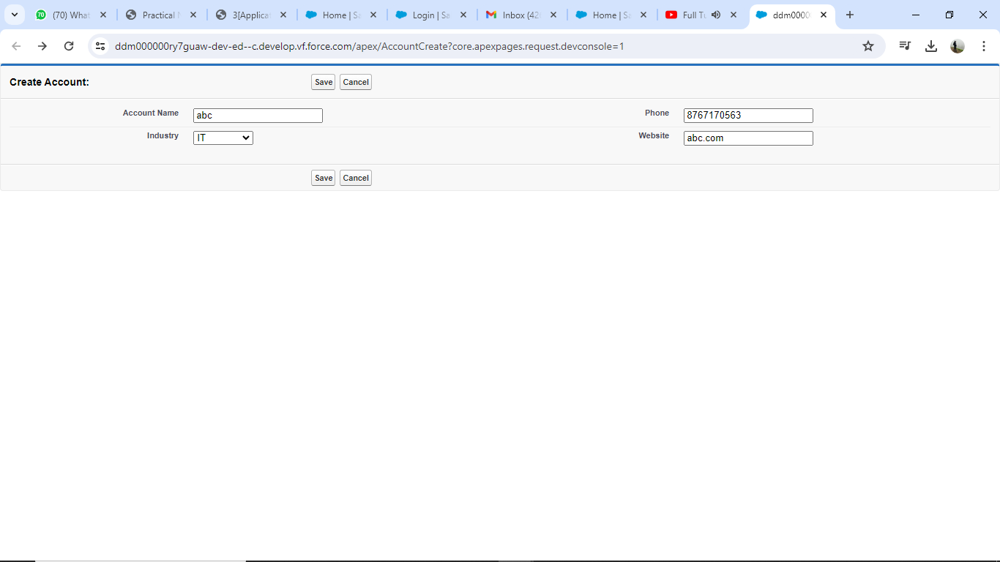 70 (70) What Practical 3[Applicat Home | Sa Login | Sa Inbox (42 Home | Sa Full Tu ddm0000
ddm000000ry7guaw-dev-ed--c.develop.vf.force.com/apex/AccountCreate?core.apexpages.request.devconsole=1
Create Account: Save Cancel
Account Name abc Phone 8767170563
Industry IT Website abc.com
Save Cancel